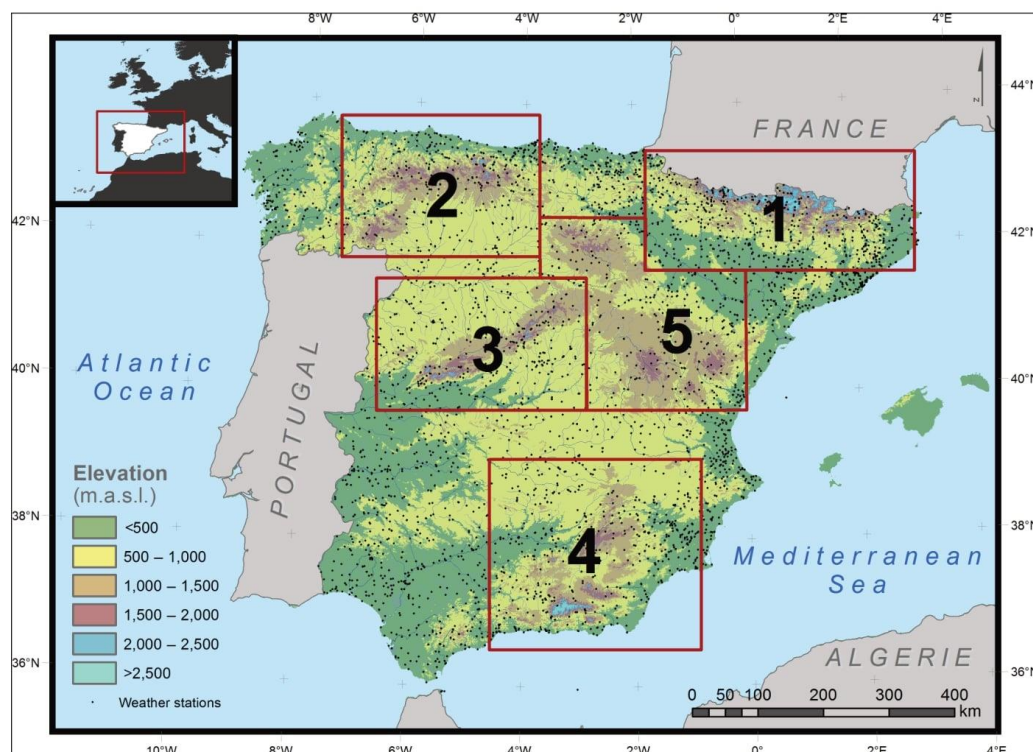 8°W 6°W 4°W 2°W 0° 2°E 4°E
44°N
FRANCE
N
1
2
42°N
42°N
3
5
Atlantic
Ocean
40°N
40°N
PORTUGAL
Elevation
(m.a.s.l.)
<500
500 – 1,000
1,000 – 1,500
1,500 – 2,000
2,000 – 2,500
>2,500
Weather stations
38°N
38°N
4
Mediterranean
Sea
36°N
36°N
ALGERIE
0 50 100 200 300 400
km
10°W 8°W 6°W 4°W 2°W 0° 2°E 4°E